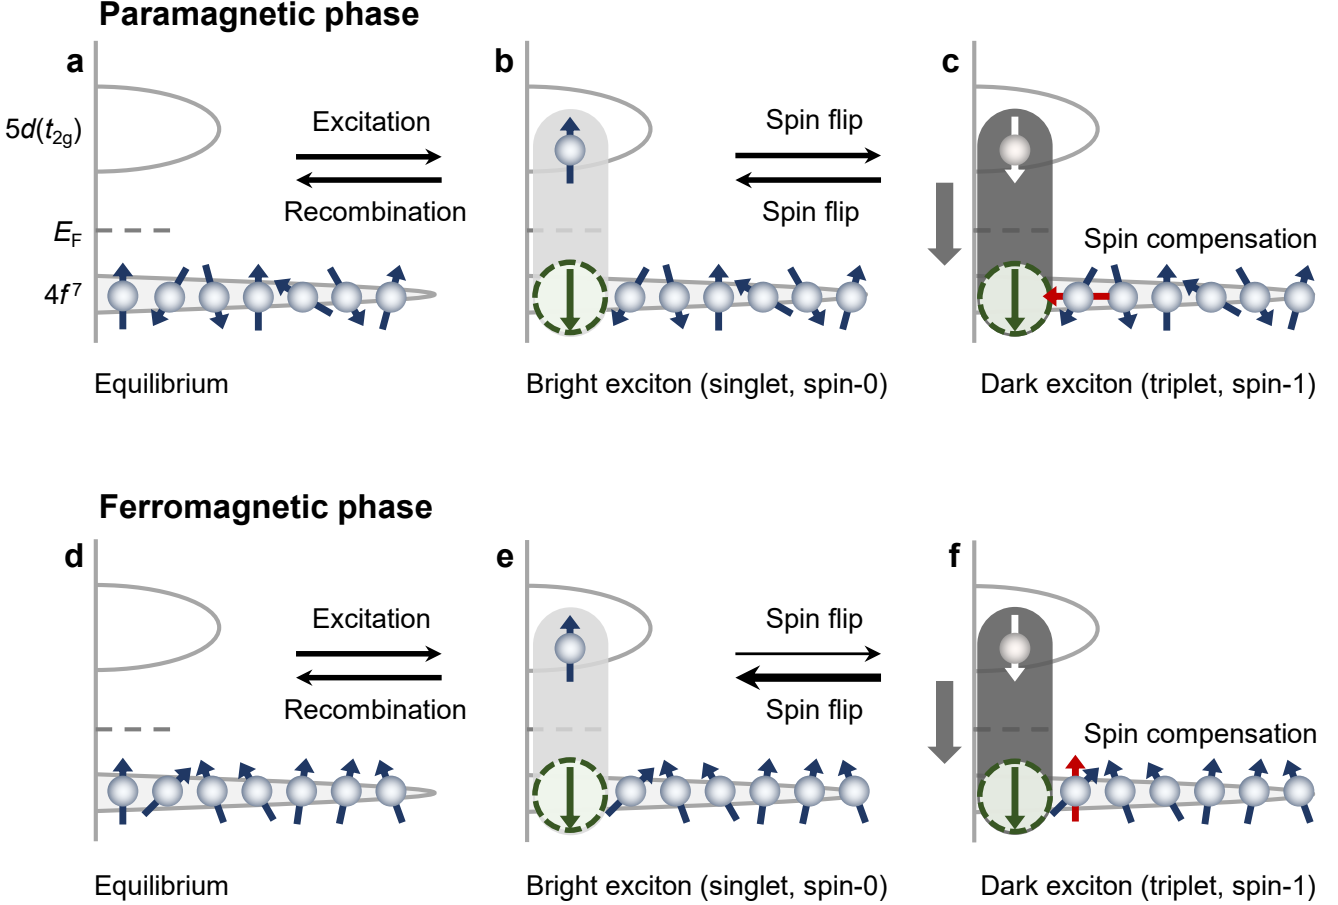 Paramagnetic phase
a
b
c
5d(t2g)
EF
4f 7
Excitation
Recombination
Spin flip
Spin flip
Spin compensation
Equilibrium
Bright exciton (singlet, spin-0)
Dark exciton (triplet, spin-1)
Ferromagnetic phase
d
e
f
Excitation
Recombination
Spin flip
Spin flip
Spin compensation
Equilibrium
Bright exciton (singlet, spin-0)
Dark exciton (triplet, spin-1)